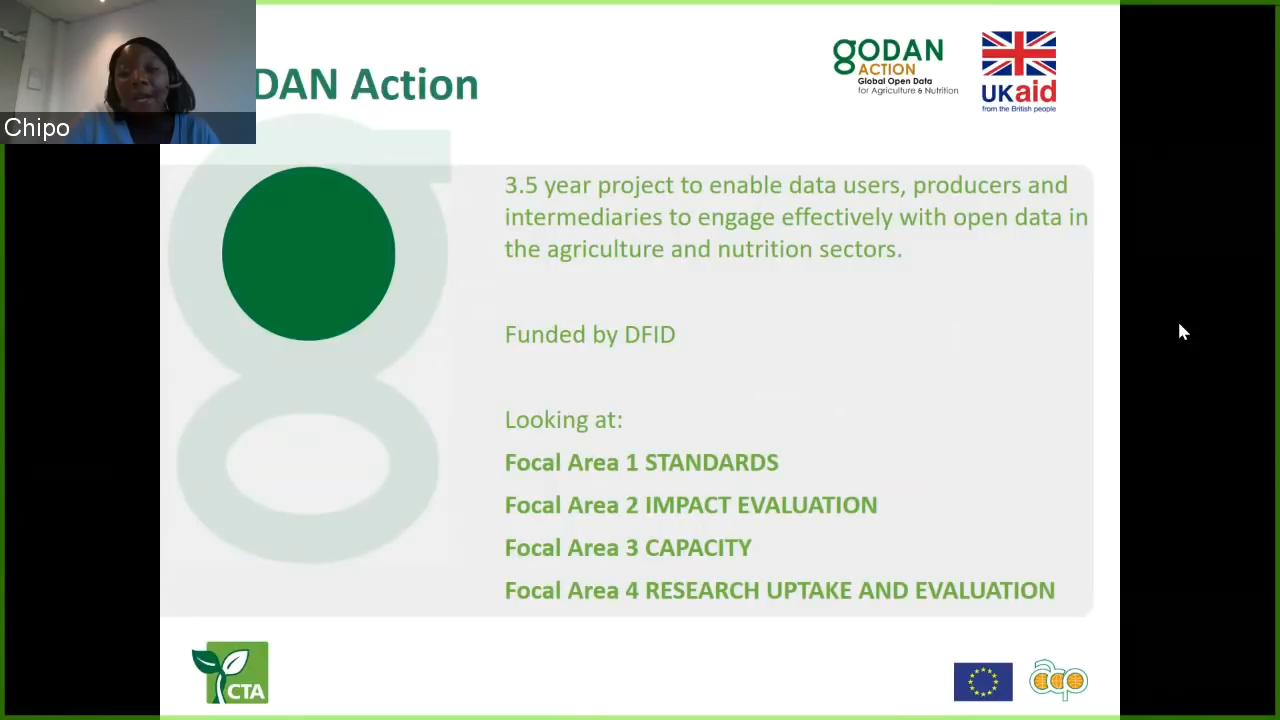 DAN Action
Chipo
gODAN
ACTION
Global Open Data
for Agriculture & Nutrition
UKaid
from the British people
3.5 year project to enable data users, producers and
intermediaries to engage effectively with open data in
the agriculture and nutrition sectors.
Funded by DFID
Looking at:
Focal Area 1 STANDARDS
Focal Area 2 IMPACT EVALUATION
Focal Area 3 CAPACITY
Focal Area 4 RESEARCH UPTAKE AND EVALUATION
CTA
acp